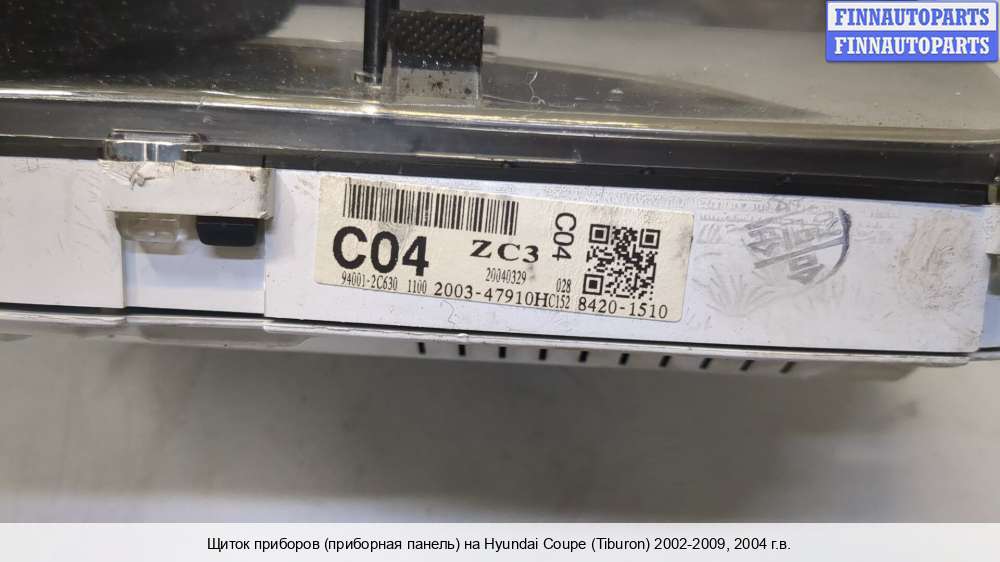 FINNAUTOPARTS
FINNAUTOPARTS
C04 ZC3 C04
20040329 028
94001-2C630 1100 2003-47910HC152 8420-1510
Щиток приборов (приборная панель) на Hyundai Coupe (Tiburon) 2002-2009, 2004 г.в.